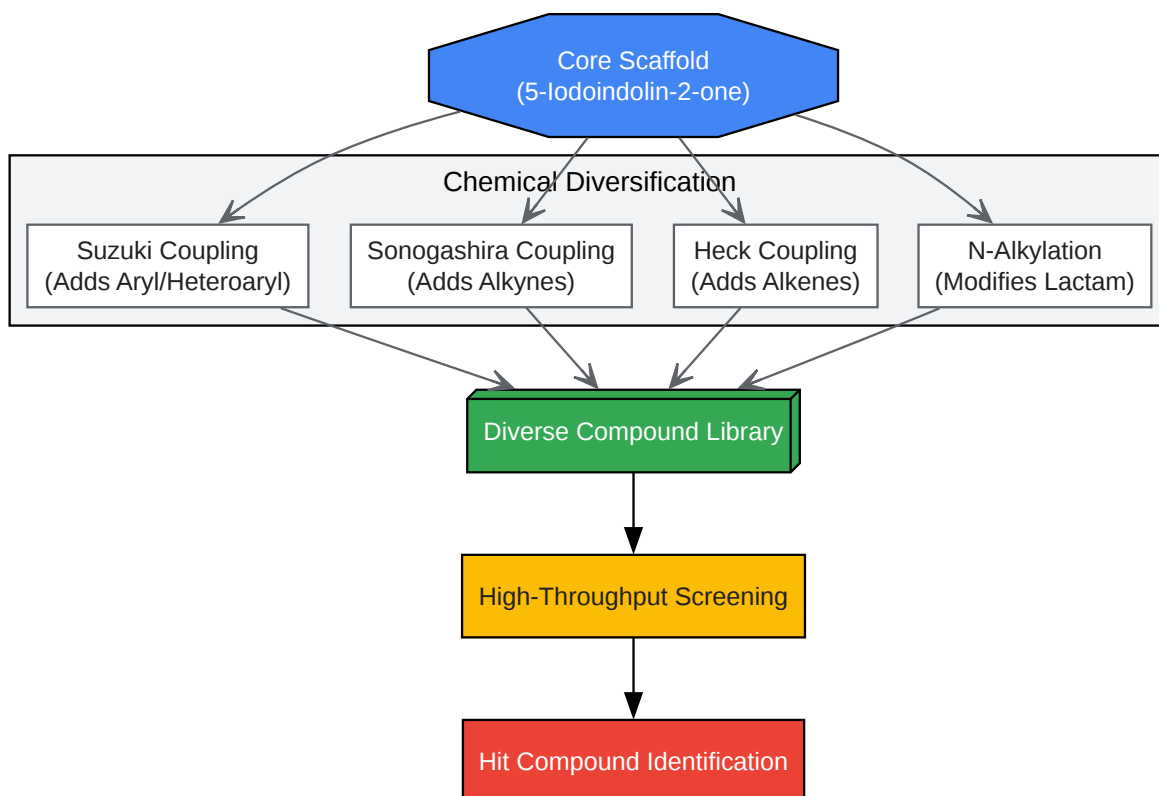 Core Scaffold
(5-Iodoindolin-2-one)
Chemical Diversification
Suzuki Coupling
(Adds Aryl/Heteroaryl)
Sonogashira Coupling
(Adds Alkynes)
Heck Coupling
(Adds Alkenes)
N-Alkylation
(Modifies Lactam)
Diverse Compound Library
High-Throughput Screening
Hit Compound Identification